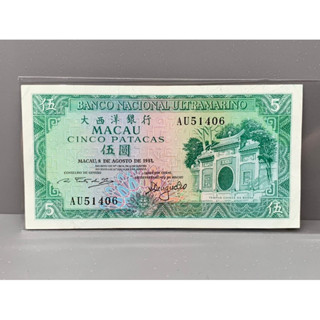 伍 BANCO NACIONAL ULTRAMARINO 5
大西洋銀行 AU51406
MACAU
CINCO PATACAS
伍圓
MACAU, 8 DE AGOSTO DE 1981
AU51406
5 伍